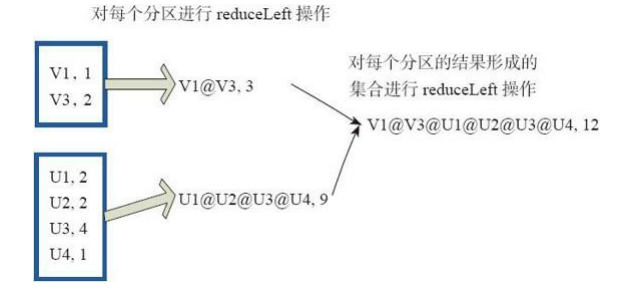 对每个分区进行 reduceLeft 操作
V1, 1
V3, 2
V1@V3, 3
对每个分区的结果形成的
集合进行 reduceLeft 操作
V1@V3@U1@U2@U3@U4, 12
U1, 2
U2, 2
U3, 4
U4, 1
U1@U2@U3@U4, 9